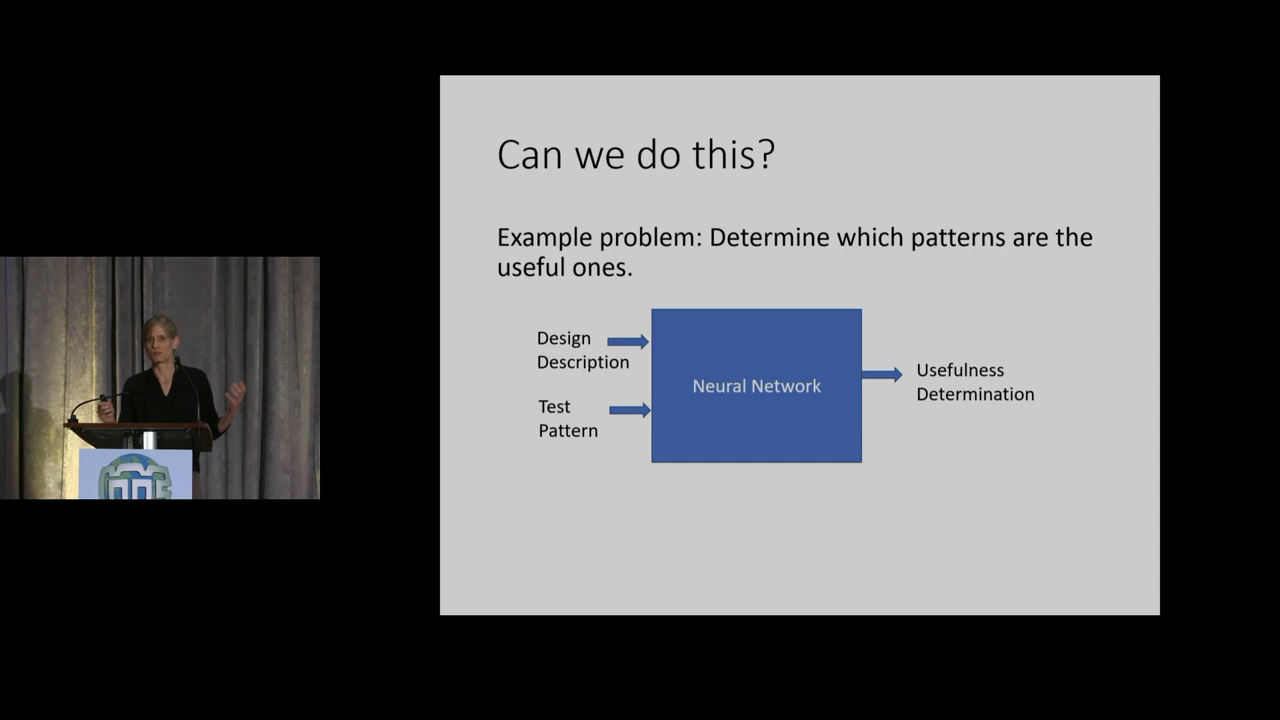 Can we do this?
Example problem: Determine which patterns are the
useful ones.
Design
Description
Test
Pattern
Neural Network
Usefulness
Determination